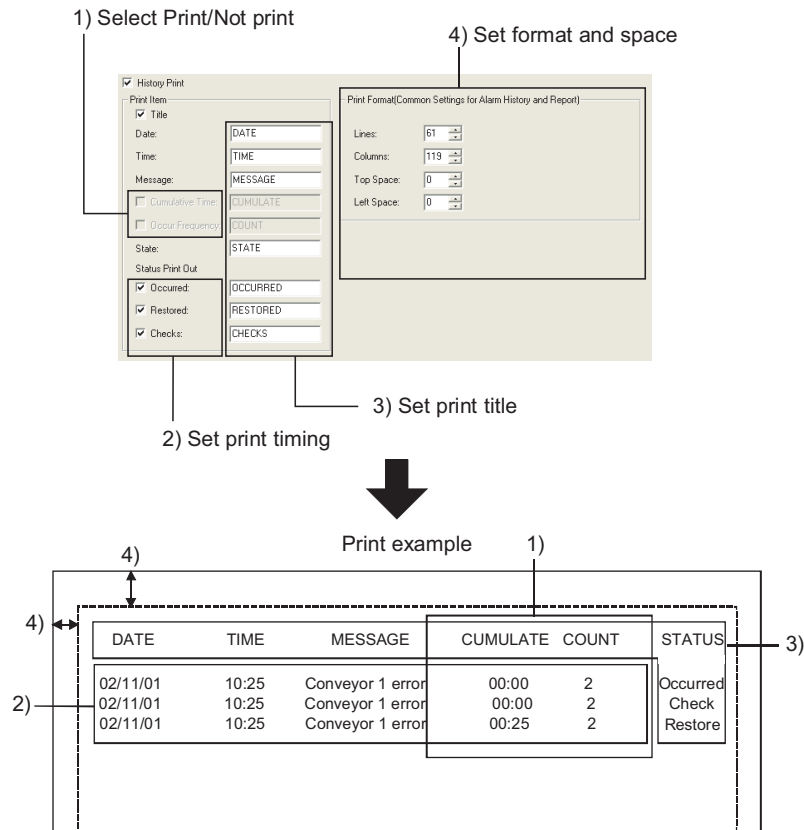 1) Select Print/Not print
4) Set format and space
History Print
Print Item
Title
Date: DATE
Time: TIME
Message: MESSAGE
Cumulative Time: CUMULATE
Occur Frequency: COUNT
State: STATE
Status Print Out
Occurred: OCCURRED
Restored: RESTORED
Checks: CHECKS
Print Format(Common Settings for Alarm History and Report)
Lines: 61
Columns: 119
Top Space: 0
Left Space: 0
3) Set print title
2) Set print timing
Print example
1)
4)
4)
DATE TIME MESSAGE CUMULATE COUNT STATUS
3)
2)
02/11/01 10:25 Conveyor 1 error 00:00 2 Occurred
02/11/01 10:25 Conveyor 1 error 00:00 2 Check
02/11/01 10:25 Conveyor 1 error 00:25 2 Restore